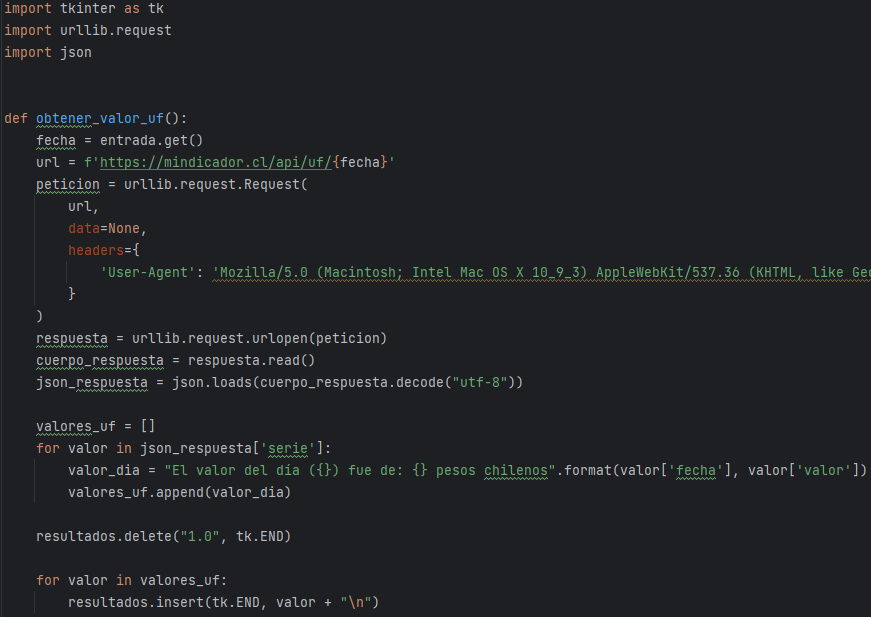 import tkinter as tk
import urllib.request
import json
def obtener_valor_uf():
fecha = entrada.get()
url = f'https://mindicador.cl/api/uf/{fecha}'
peticion = urllib.request.Request(
url,
data=None,
headers={
'User-Agent': 'Mozilla/5.0 (Macintosh; Intel Mac OS X 10_9_3) AppleWebKit/537.36 (KHTML, like
}
)
respuesta = urllib.request.urlopen(peticion)
cuerpo_respuesta = respuesta.read()
json_respuesta = json.loads(cuerpo_respuesta.decode("utf-8"))
valores_uf = []
for valor in json_respuesta['serie']:
valor_dia = "El valor del dia ({}) fue de: {} pesos chilenos".format(valor['fecha'], valor['valor'])
valores_uf.append(valor_dia)
resultados.delete("1.0", tk.END)
for valor in valores_uf:
resultados.insert(tk.END, valor + "\n")